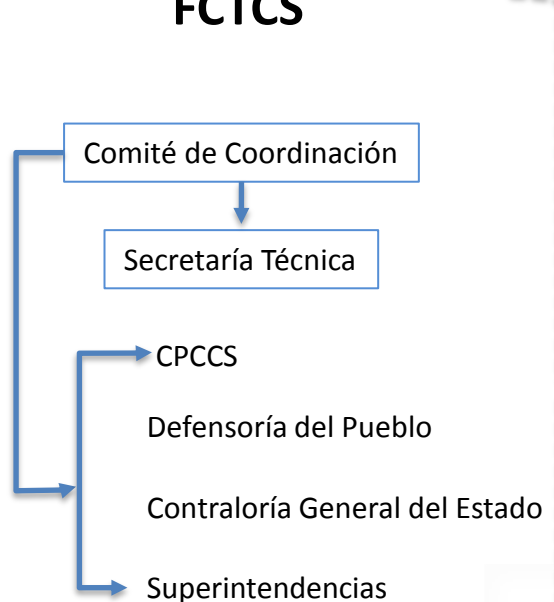 FCTCS
Comité de Coordinación
Secretaría Técnica
CPCCS
Defensoría del Pueblo
Contraloría General del Estado
Superintendencias